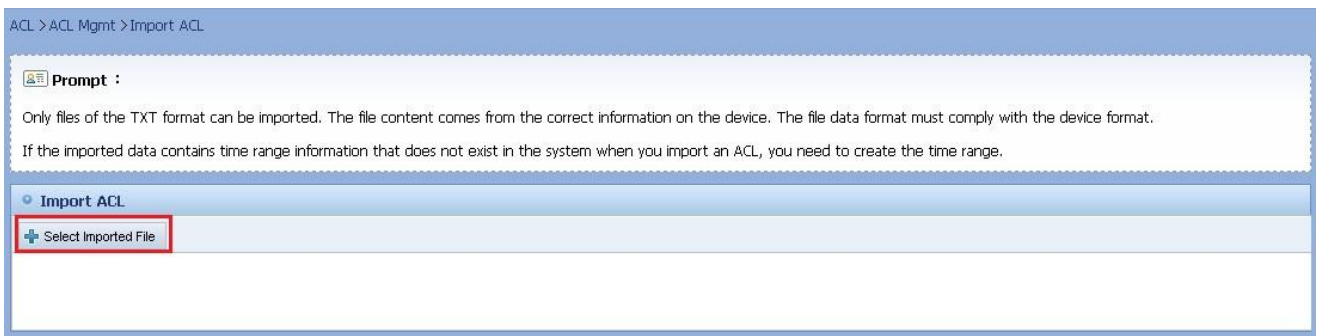 ACL >ACL Mgmt >Import ACL
Prompt :
Only files of the TXT format can be imported. The file content comes from the correct information on the device. The file data format must comply with the device format.
If the imported data contains time range information that does not exist in the system when you import an ACL, you need to create the time range.
Import ACL
Select Imported File